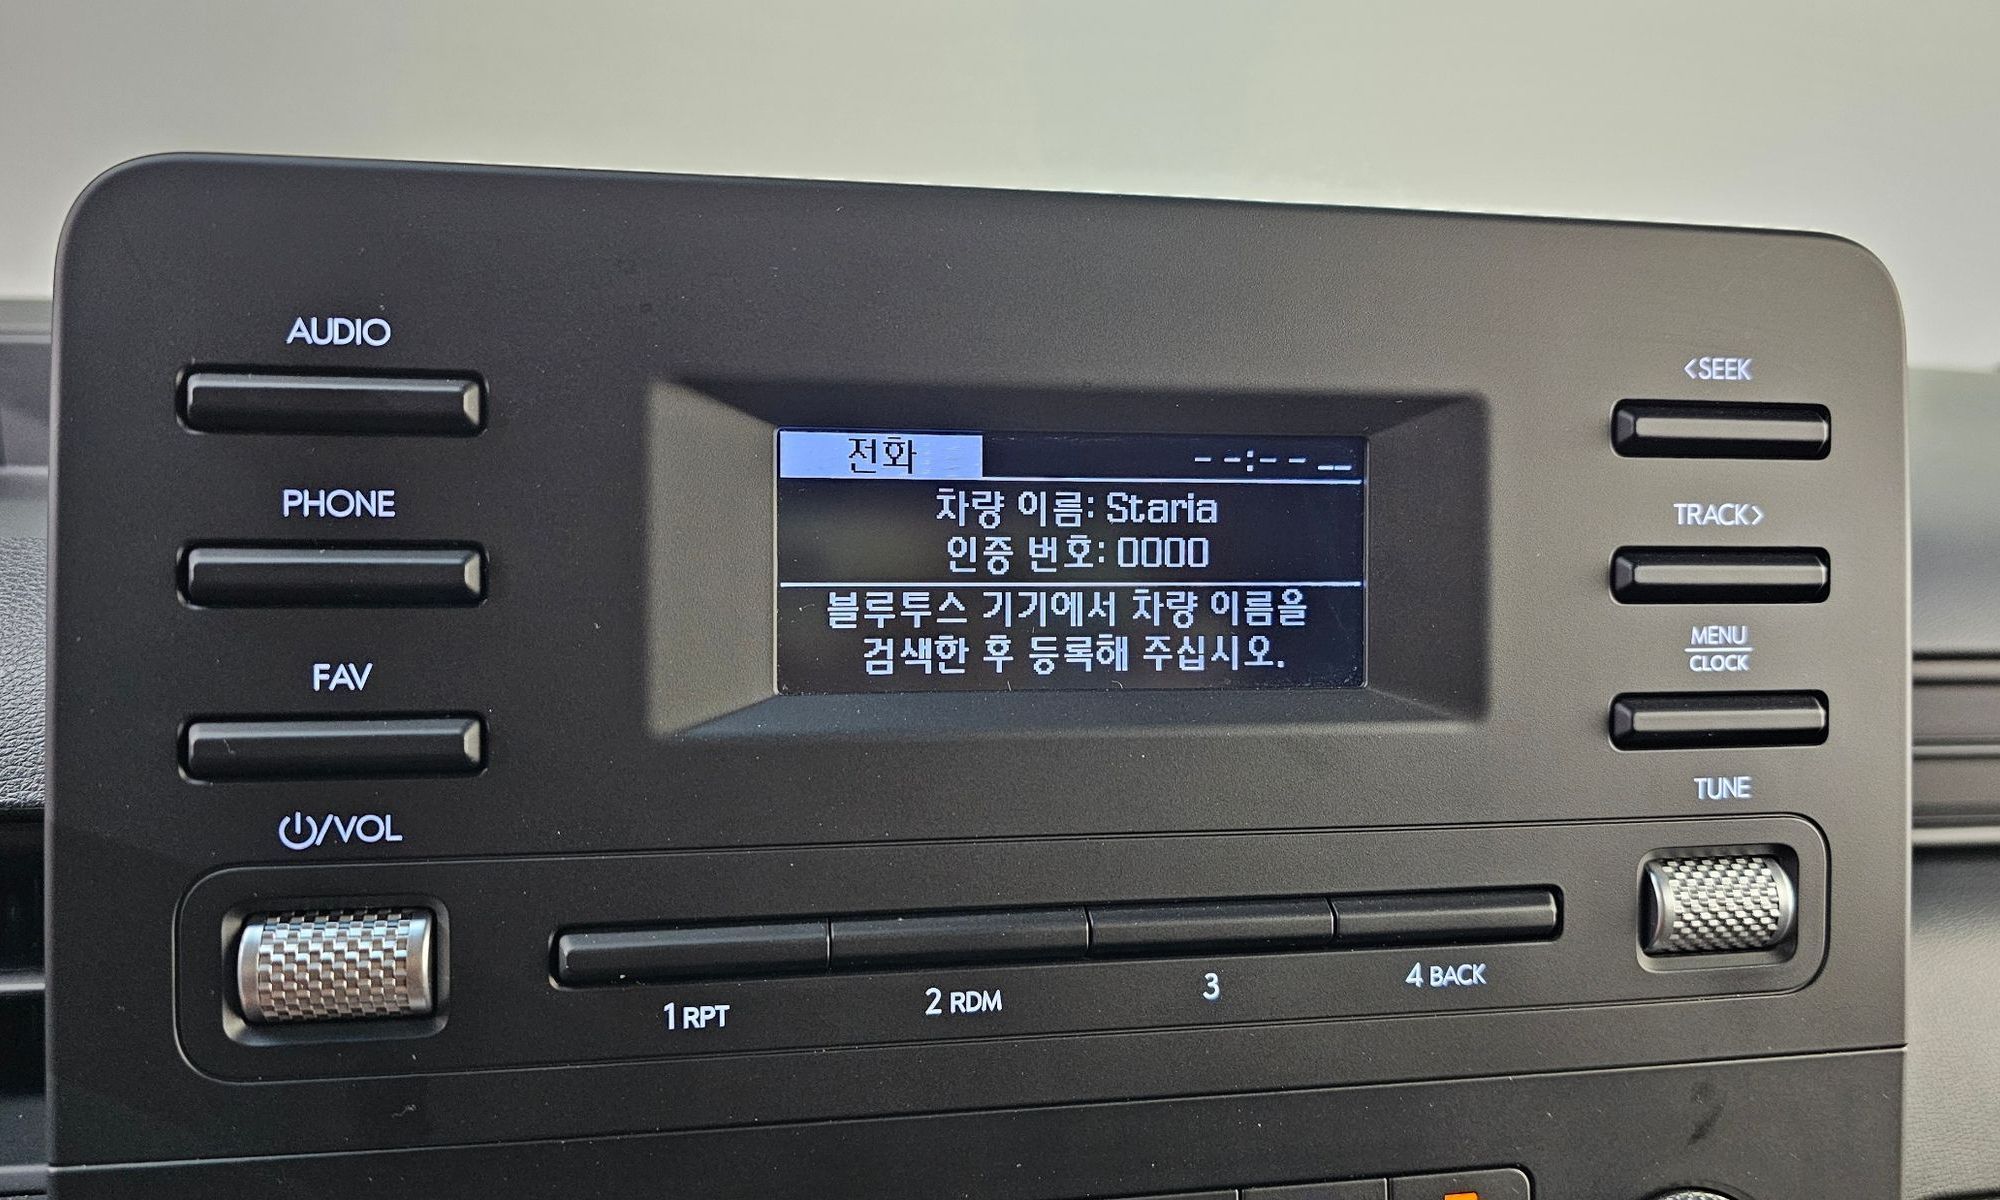 AUDIO
PHONE
FAV
/VOL
전화
--:-- __
차량 이름: Staria
인증 번호: 0000
블루투스 기기에서 차량 이름을
검색한 후 등록해 주십시오.
<SEEK
TRACK>
MENU
CLOCK
TUNE
1 RPT
2 RDM
3
4 BACK